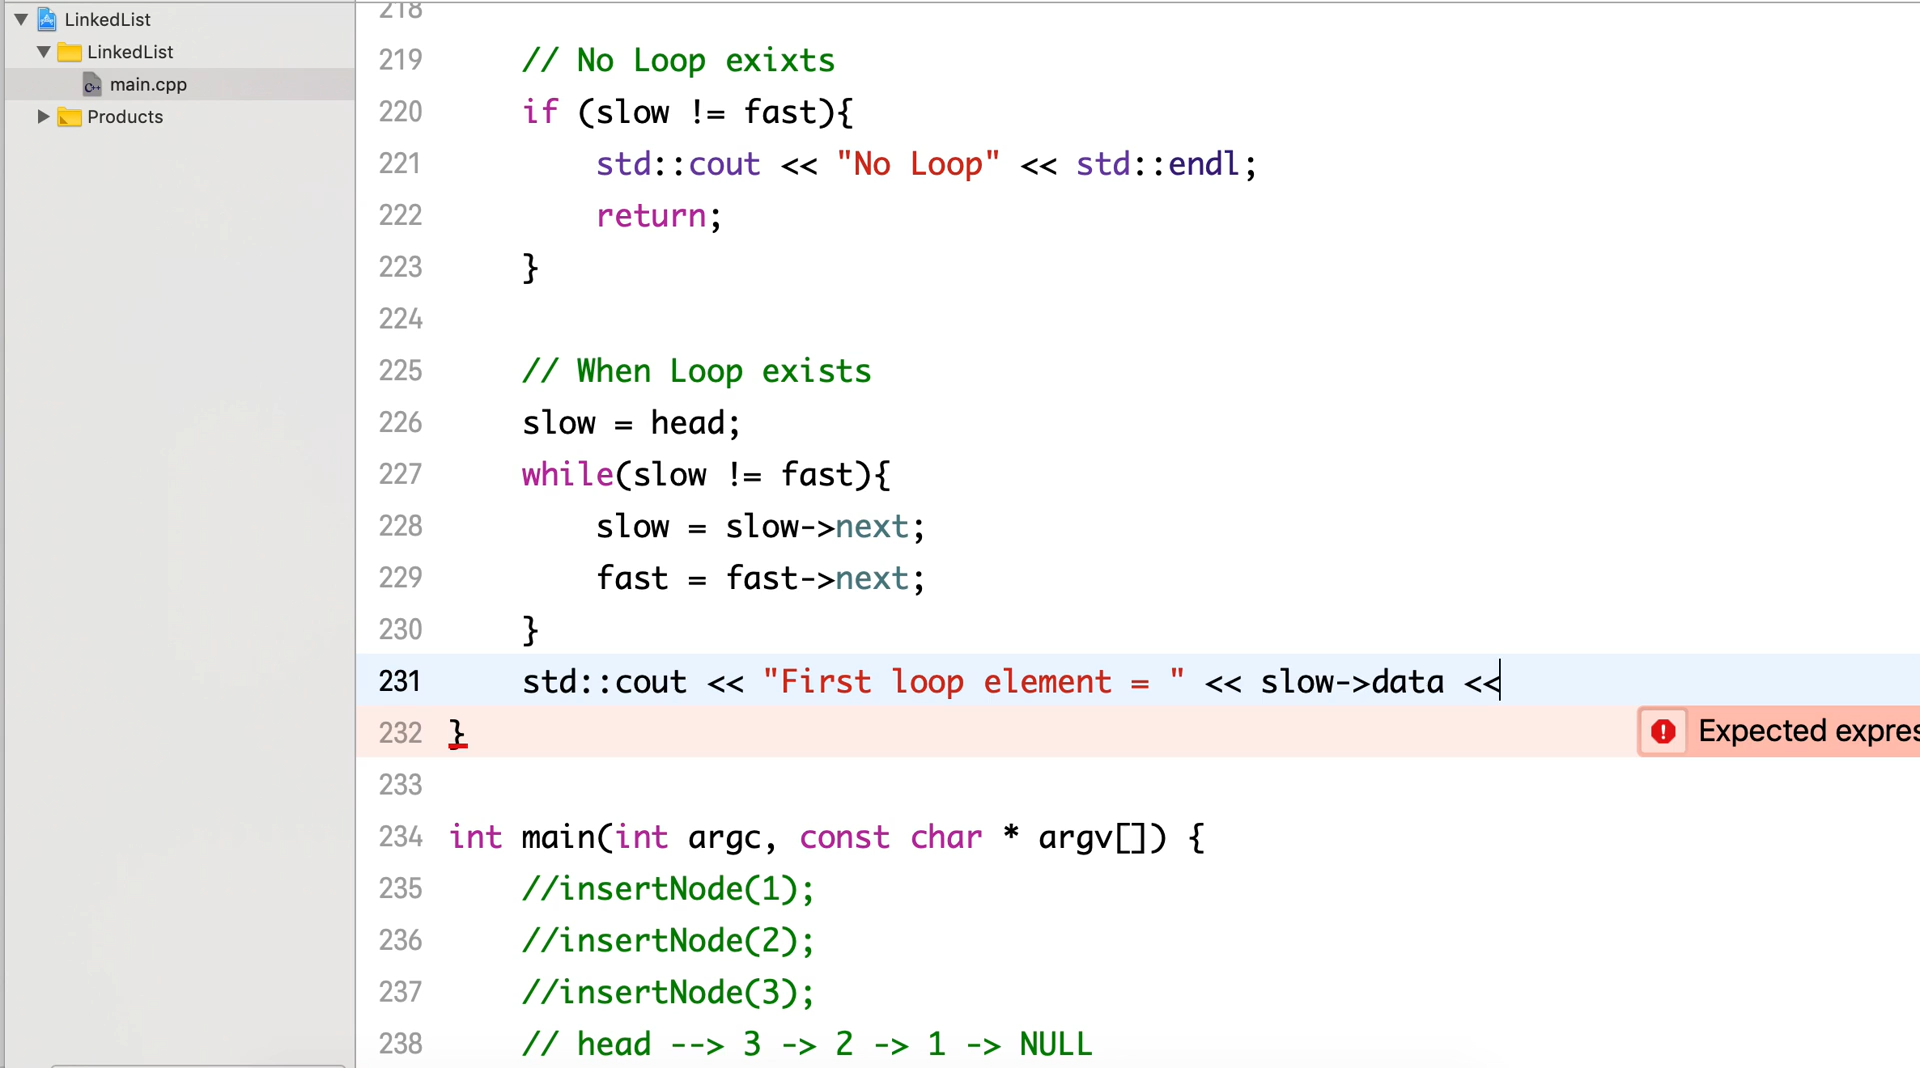 LinkedList
LinkedList
main.cpp
Products
218
219 // No Loop exixts
220 if (slow != fast){
221 std::cout << "No Loop" << std::endl;
222 return;
223 }
224
225 // When Loop exists
226 slow = head;
227 while(slow != fast){
228 slow = slow->next;
229 fast = fast->next;
230 }
231 std::cout << "First loop element = " << slow->data <<
232 }
Expected expres
233
234 int main(int argc, const char * argv[]) {
235 //insertNode(1);
236 //insertNode(2);
237 //insertNode(3);
238 // head --> 3 -> 2 -> 1 -> NULL